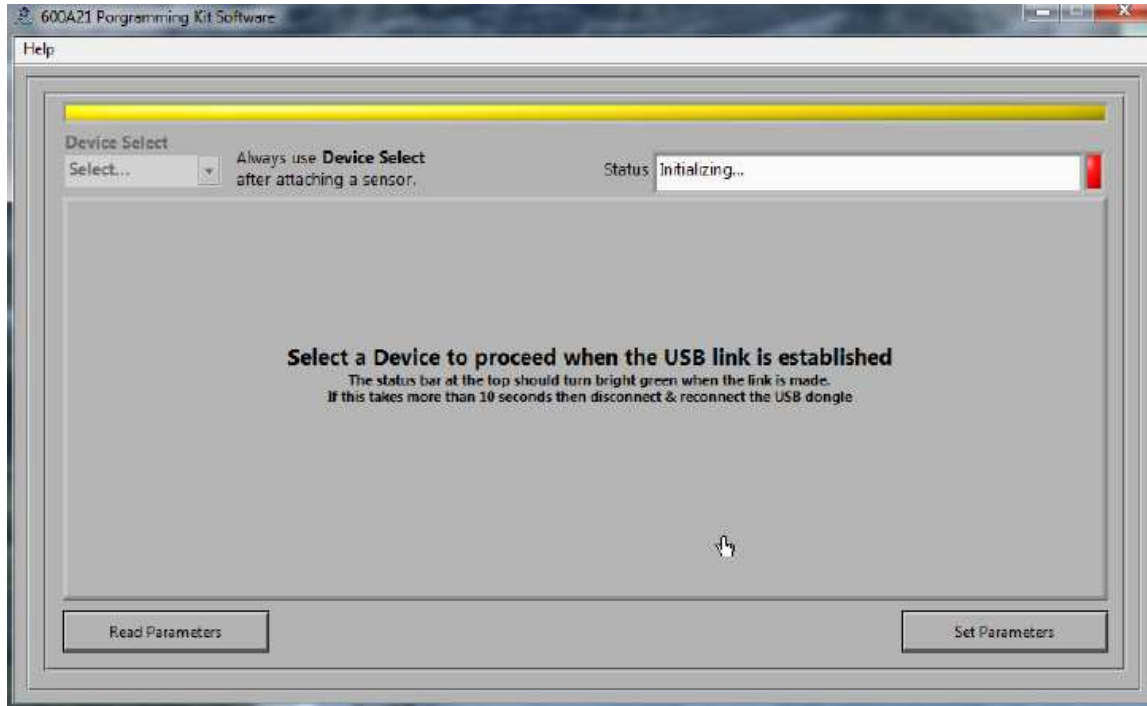 600A21 Porgramming Kit Software
Help
Device Select
Select...
Always use Device Select
after attaching a sensor.
Status
Initializing...
Select a Device to proceed when the USB link is established
The status bar at the top should turn bright green when the link is made.
If this takes more than 10 seconds then disconnect & reconnect the USB dongle
Read Parameters
Set Parameters